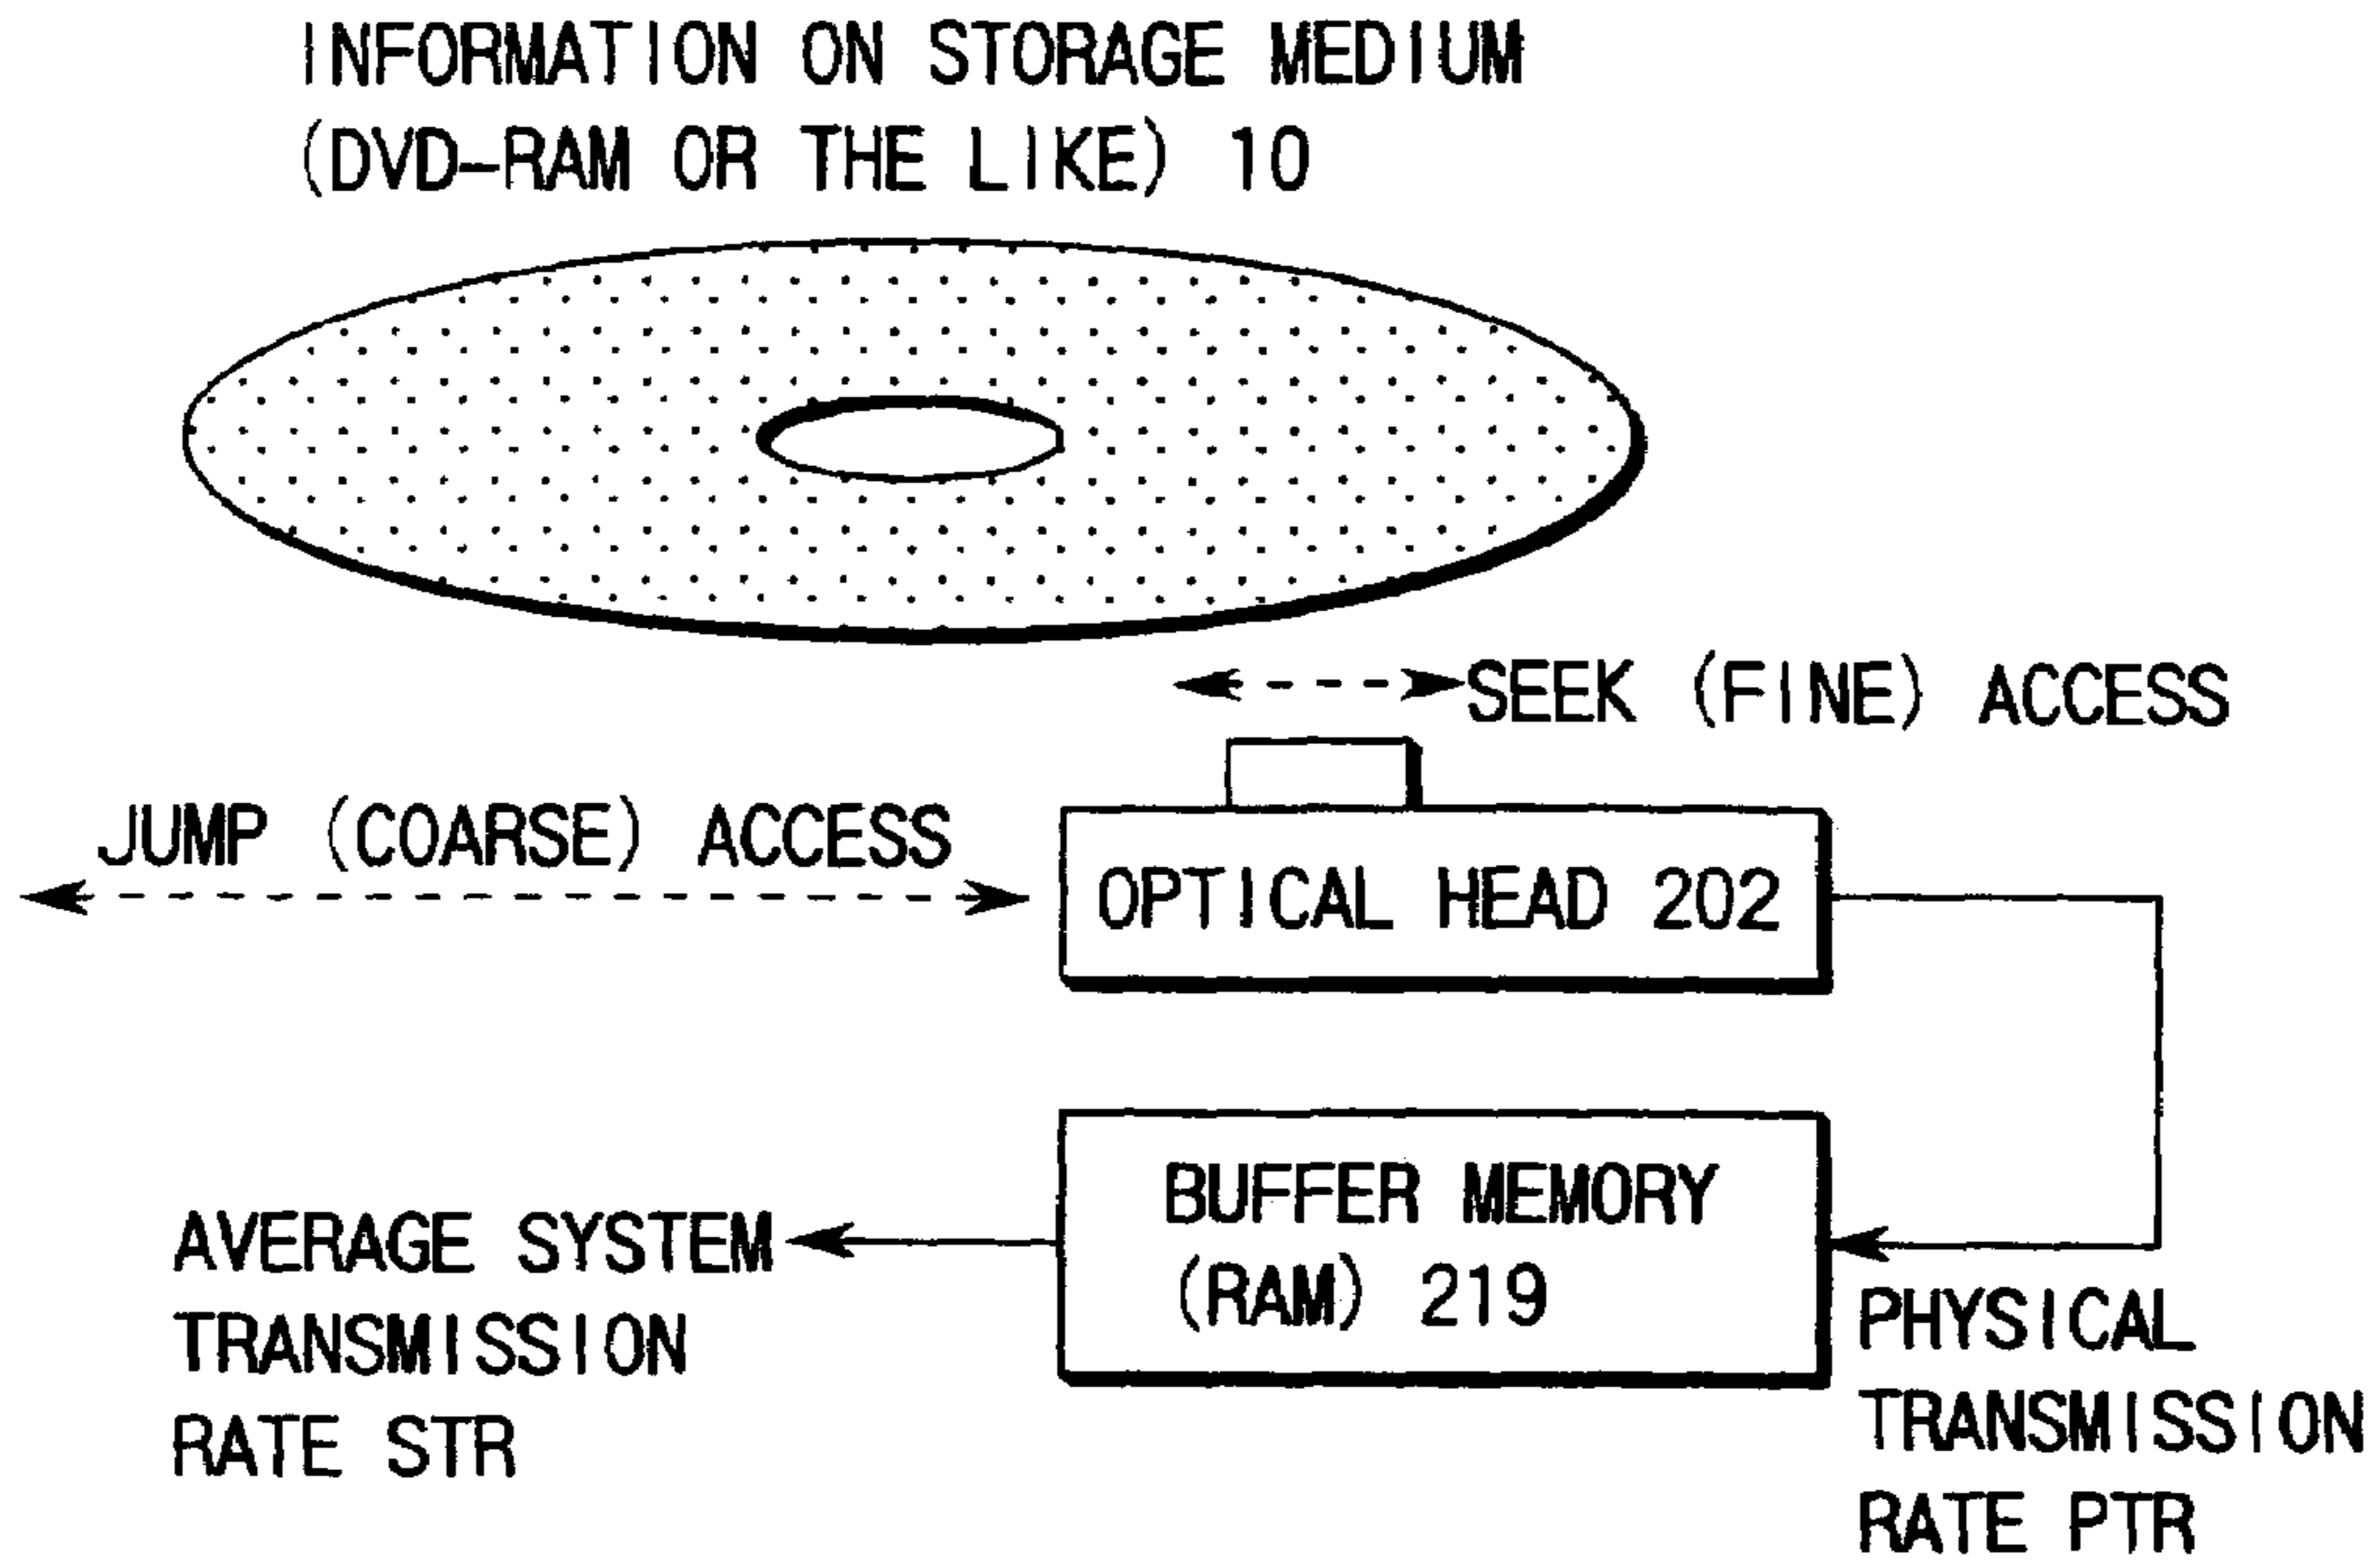 INFORMATION ON STORAGE MEDIUM
(DVD-RAM OR THE LIKE) 10
SEEK (FINE) ACCESS
JUMP (COARSE) ACCESS
OPTICAL HEAD 202
BUFFER MEMORY
(RAM) 219
AVERAGE SYSTEM
TRANSMISSION
RATE STR
PHYSICAL
TRANSMISSION
RATE PTR